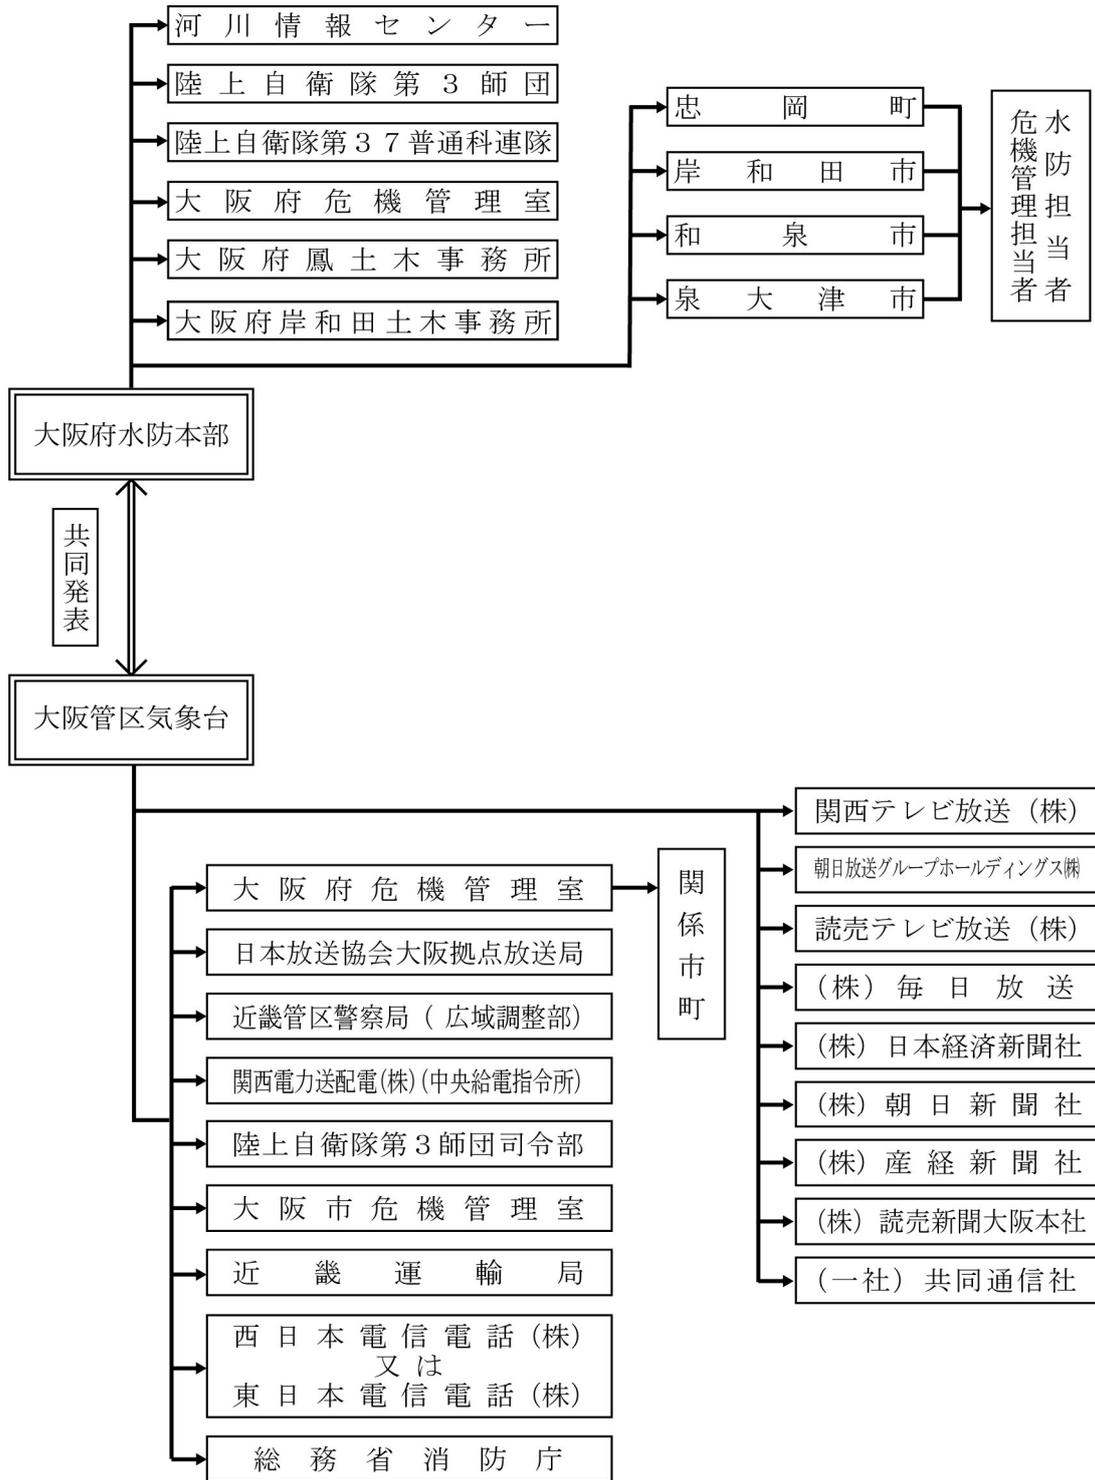 河川情報センター
陸上自衛隊第３師団
陸上自衛隊第３７普通科連隊
大阪府危機管理室
大阪府鳳土木事務所
大阪府岸和田土木事務所
忠岡町
岸和田市
和泉市
泉大津市
水防担当者
危機管理担当者
大阪府水防本部
共同発表
大阪管区気象台
大阪府危機管理室
日本放送協会大阪拠点放送局
近畿管区警察局（ 広域調整部）
関西電力送配電(株)(中央給電指令所)
陸上自衛隊第３師団司令部
大阪市危機管理室
近畿運輸局
西日本電信電話（株）
又は
東日本電信電話（株）
総務省消防庁
関係市町
関西テレビ放送（株）
朝日放送グループホールディングス㈱
読売テレビ放送（株）
（株）毎日放送
（株）日本経済新聞社
（株）朝日新聞社
（株）産経新聞社
（株）読売新聞大阪本社
（一社）共同通信社